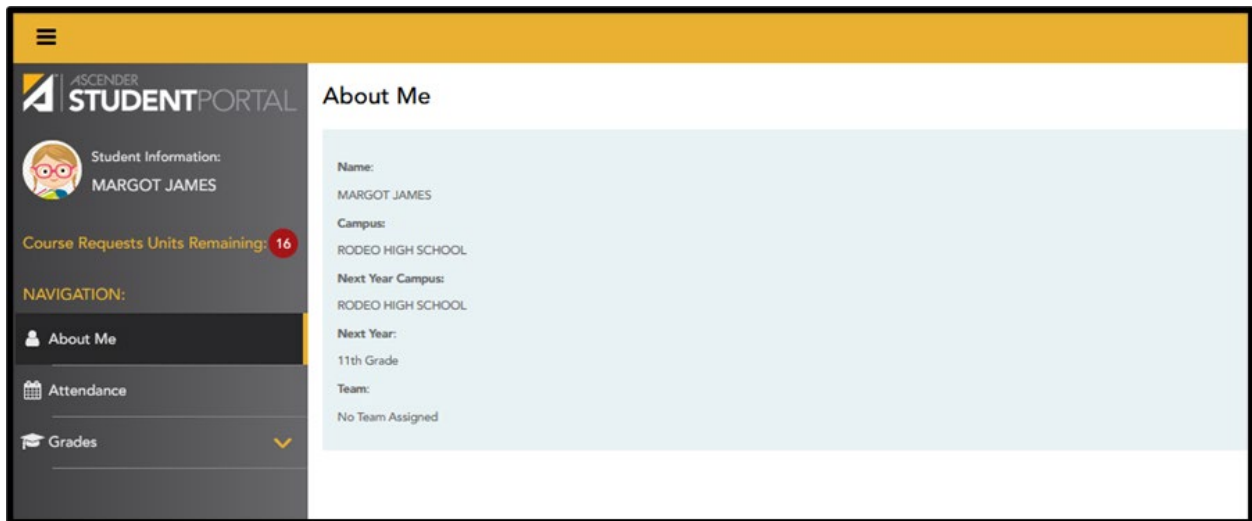 ASCENDER
STUDENTPORTAL
Student Information:
MARGOT JAMES
Course Requests Units Remaining: 16
NAVIGATION:
About Me
Attendance
Grades
About Me
Name:
MARGOT JAMES
Campus:
RODEO HIGH SCHOOL
Next Year Campus:
RODEO HIGH SCHOOL
Next Year:
11th Grade
Team:
No Team Assigned